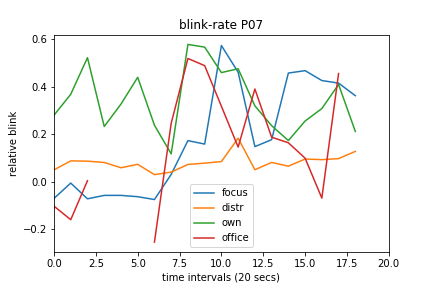 blink-rate P07
relative blink
0.6
0.4
0.2
0.0
−0.2
focus
distr
own
office
0.0 2.5 5.0 7.5 10.0 12.5 15.0 17.5 20.0
time intervals (20 secs)